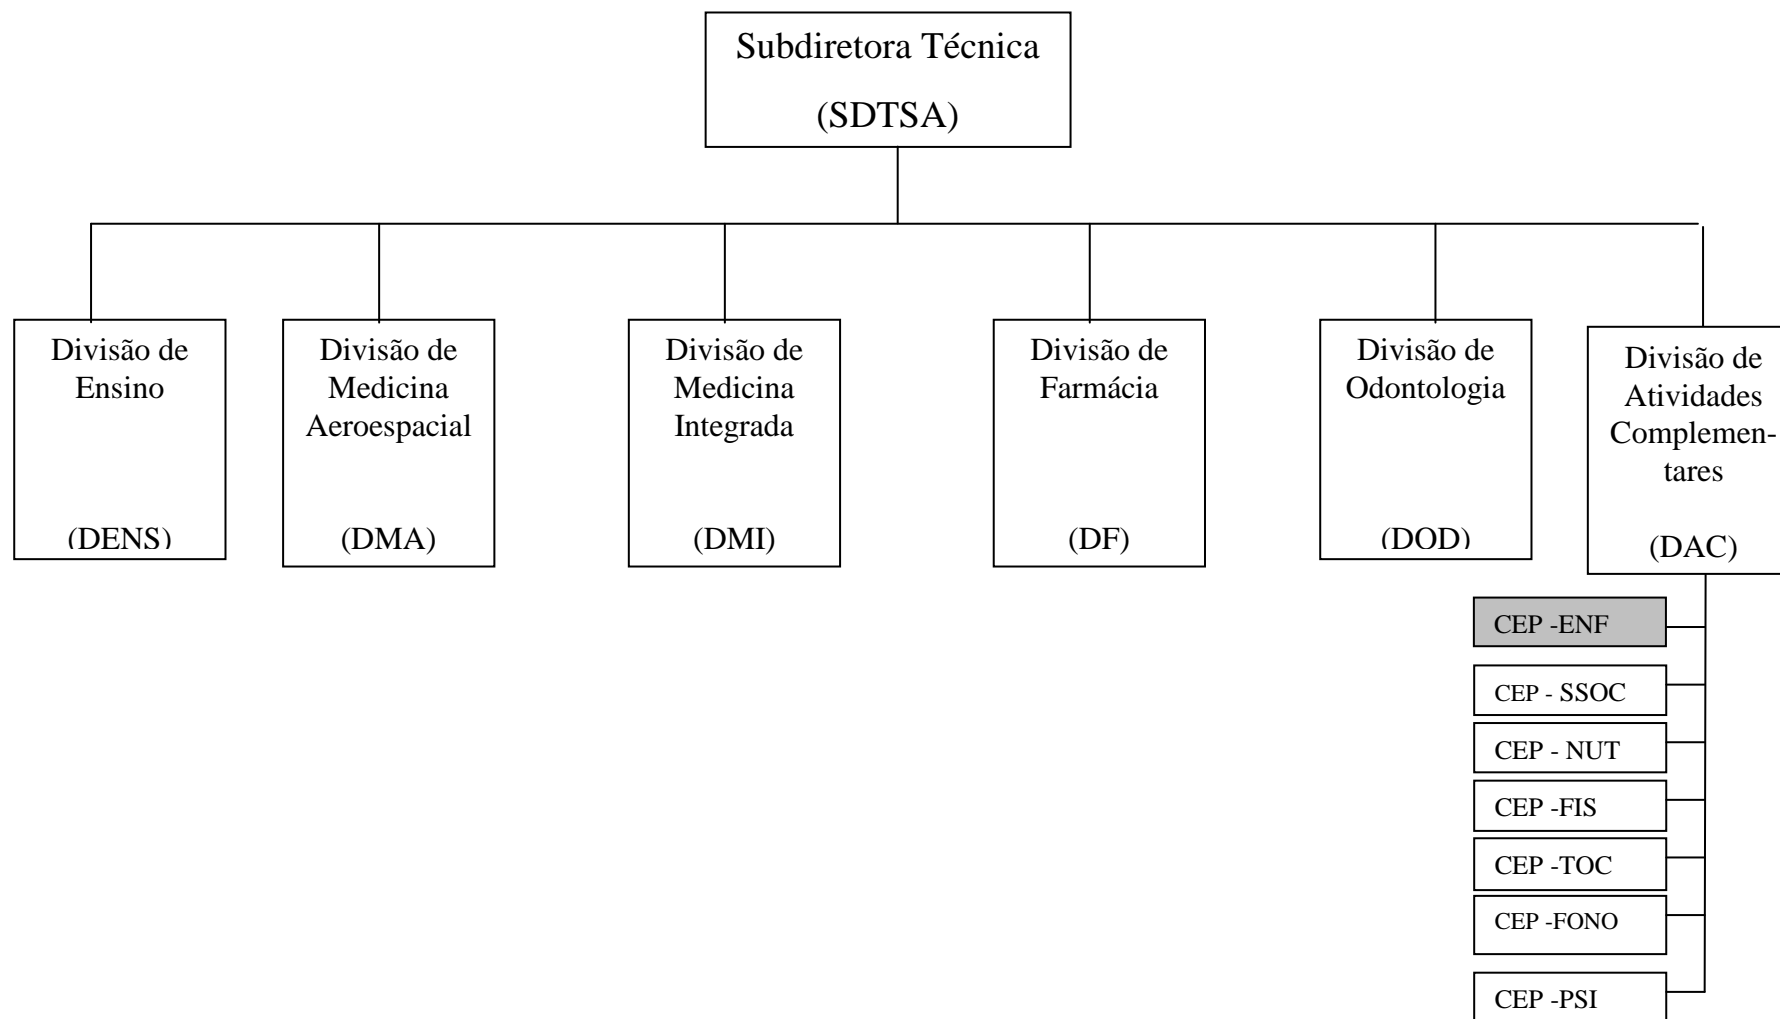 Subdiretora Técnica
(SDTSA)
Divisão de
Ensino
(DENS)
Divisão de
Medicina
Aeroespacial
(DMA)
Divisão de
Medicina
Integrada
(DMI)
Divisão de
Farmácia
(DF)
Divisão de
Odontologia
(DOD)
Divisão de
Atividades
Complemen-
tares
(DAC)
CEP -ENF
CEP - SSOC
CEP - NUT
CEP -FIS
CEP -TOC
CEP -FONO
CEP -PSI